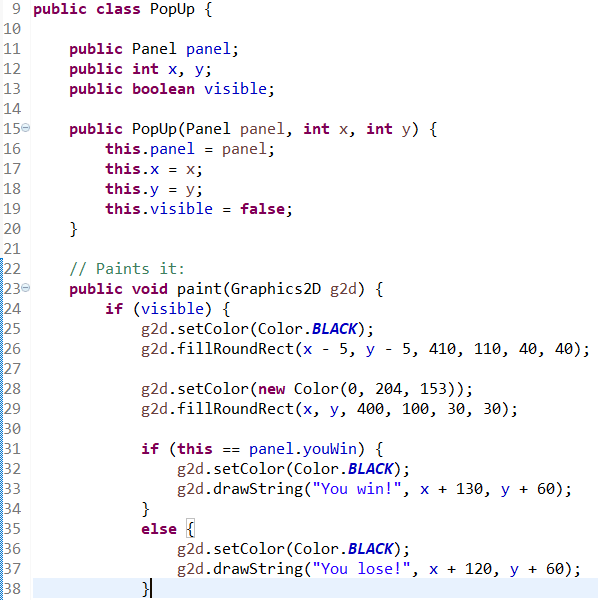 9 public class PopUp {
10
11     public Panel panel;
12     public int x, y;
13     public boolean visible;
14
15     public PopUp(Panel panel, int x, int y) {
16         this.panel = panel;
17         this.x = x;
18         this.y = y;
19         this.visible = false;
20     }
21
22     // Paints it:
23     public void paint(Graphics2D g2d) {
24         if (visible) {
25             g2d.setColor(Color.BLACK);
26             g2d.fillRoundRect(x - 5, y - 5, 410, 110, 40, 40);
27
28             g2d.setColor(new Color(0, 204, 153));
29             g2d.fillRoundRect(x, y, 400, 100, 30, 30);
30
31             if (this == panel.youWin) {
32                 g2d.setColor(Color.BLACK);
33                 g2d.drawString("You win!", x + 130, y + 60);
34             }
35             else {
36                 g2d.setColor(Color.BLACK);
37                 g2d.drawString("You lose!", x + 120, y + 60);
38             }